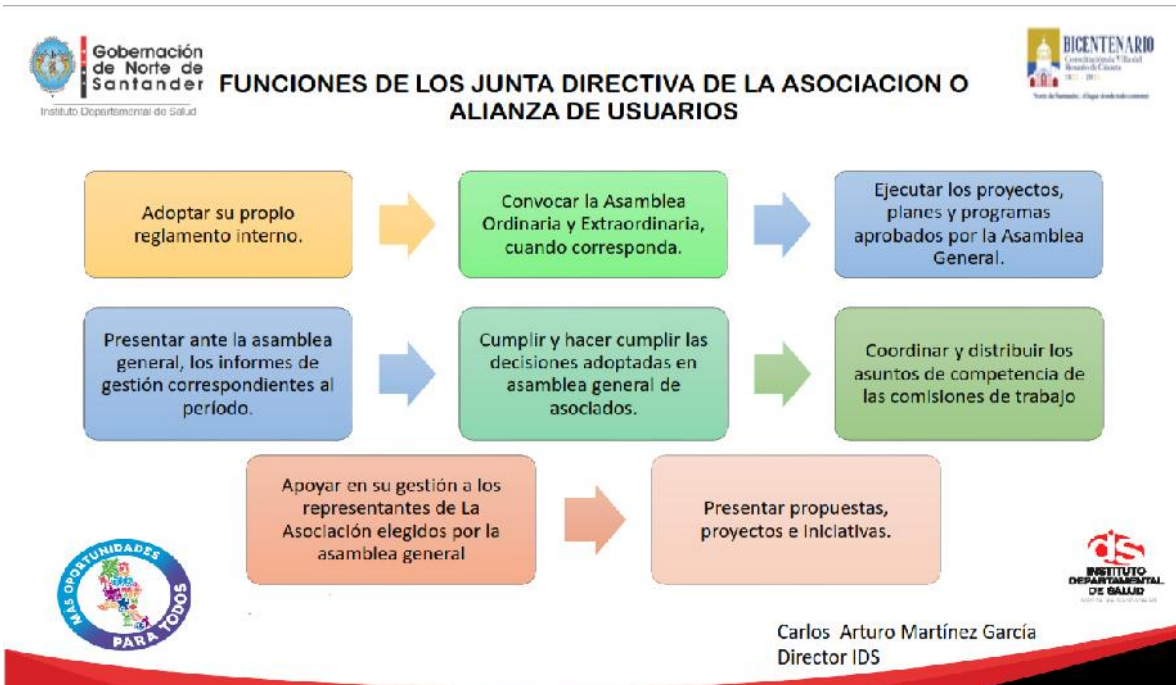 Gobernación
de Norte de
Santander
Instituto Departamental de Salud
FUNCIONES DE LOS JUNTA DIRECTIVA DE LA ASOCIACION O
ALIANZA DE USUARIOS
BICENTENARIO
Adoptar su propio
reglamento interno.
Convocar la Asamblea
Ordinaria y Extraordinaria,
cuando corresponda.
Ejecutar los proyectos,
planes y programas
aprobados por la Asamblea
General.
Presentar ante la asamblea
general, los informes de
gestión correspondientes al
período.
Cumplir y hacer cumplir las
decisiones adoptadas en
asamblea general de
asociados.
Coordinar y distribuir los
asuntos de competencia de
las comisiones de trabajo
Apoyar en su gestión a los
representantes de La
Asociación elegidos por la
asamblea general
Presentar propuestas,
proyectos e iniciativas.
MAS OPORTUNIDADES
PARA TODOS
ids
INSTITUTO
DEPARTAMENTAL
DE SALUD
Carlos Arturo Martínez García
Director IDS